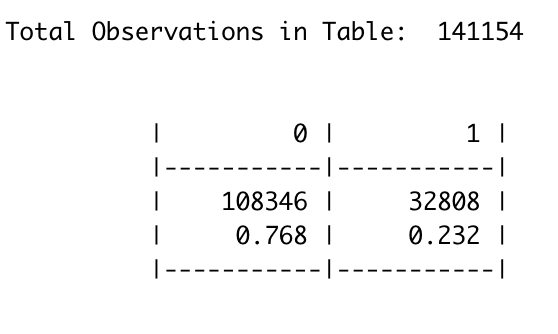 Total Observations in Table:  141154
|         0 |         1 |
|-----------|-----------|
|    108346 |     32808 |
|     0.768 |     0.232 |
|-----------|-----------|